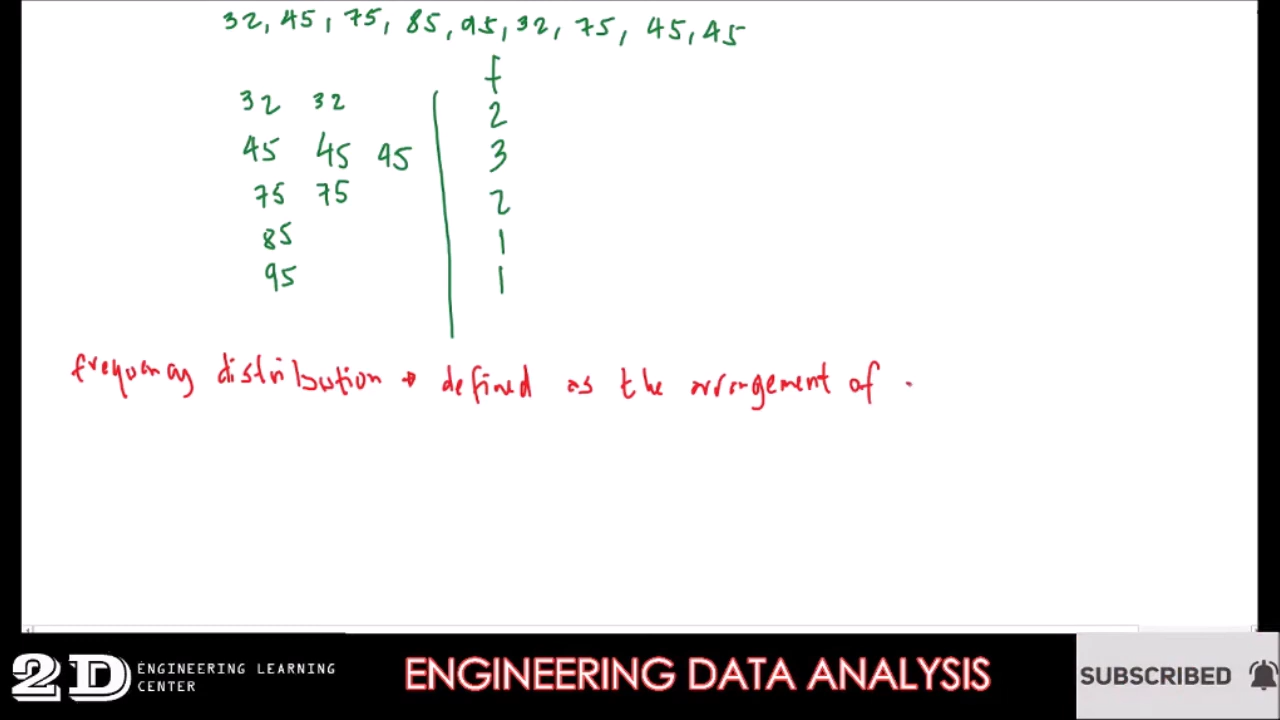 32, 45, 75, 85, 95, 32, 75, 45, 45
f
32 32 2
45 45 45 3
75 75 2
85 1
95 1
frequency distribution → defined as the arrangement of
2D ENGINEERING LEARNING CENTER
ENGINEERING DATA ANALYSIS
SUBSCRIBED